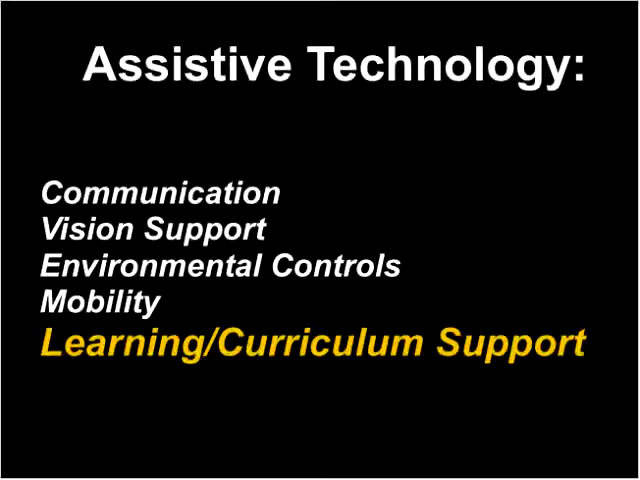 Assistive Technology:
Communication
Vision Support
Environmental Controls
Mobility
Learning/Curriculum Support